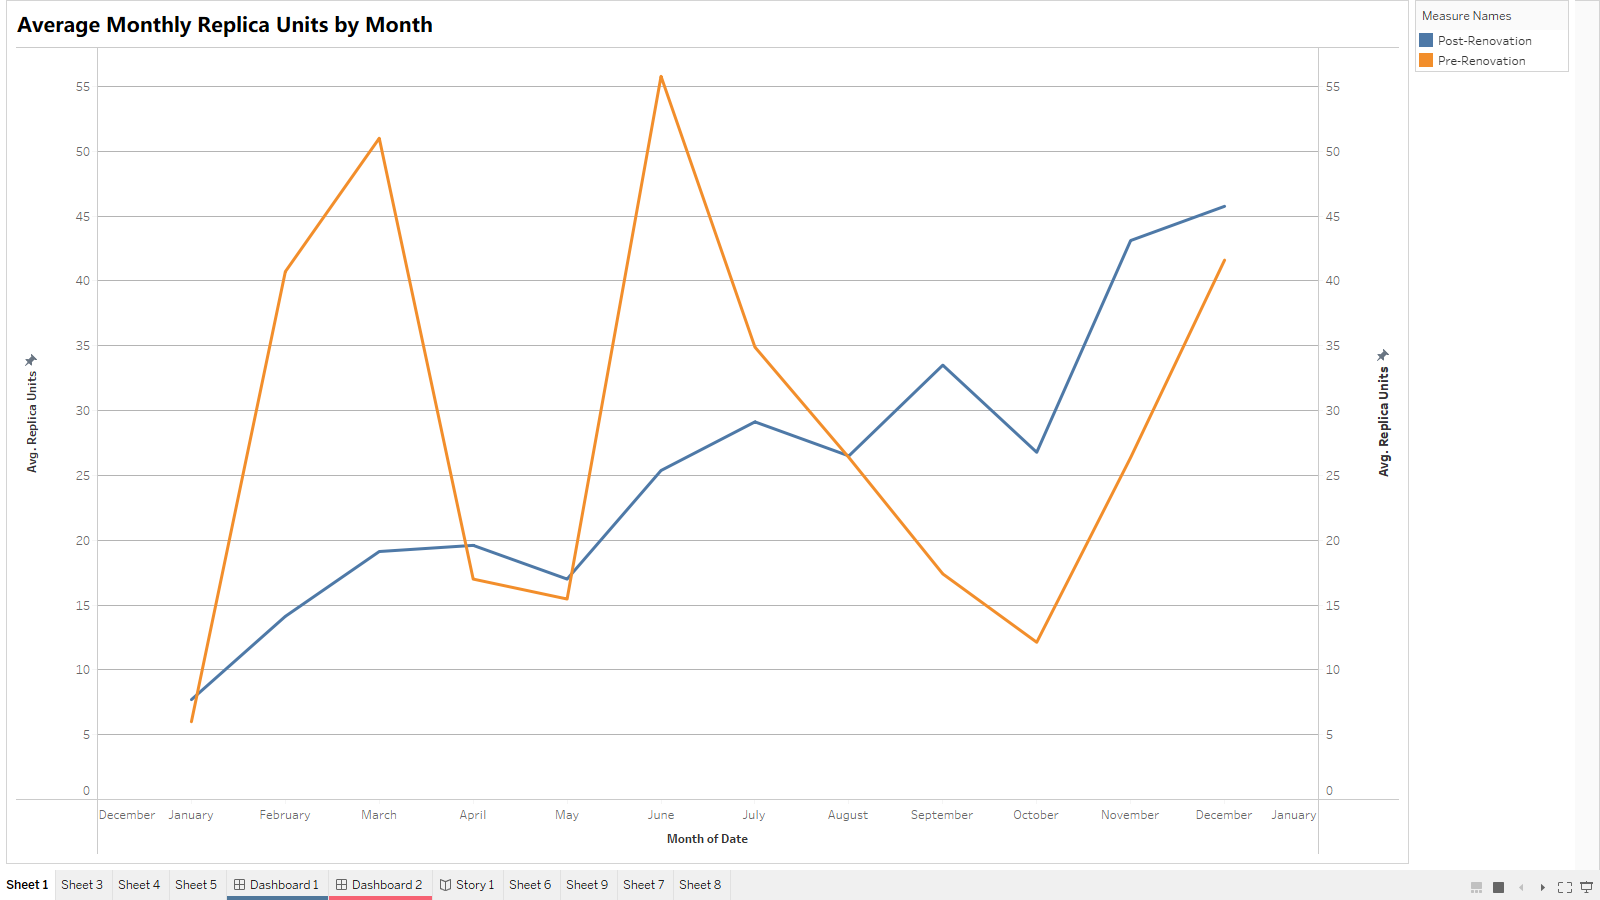 Average Monthly Replica Units by Month
Measure Names
Post-Renovation
Pre-Renovation
55
50
45
40
35
30
25
20
15
10
5
0
Avg. Replica Units
55
50
45
40
35
30
25
20
15
10
5
0
Avg. Replica Units
December January February March April May June July August September October November December January
Month of Date
Sheet 1 Sheet 3 Sheet 4 Sheet 5 Dashboard 1 Dashboard 2 Story 1 Sheet 6 Sheet 9 Sheet 7 Sheet 8